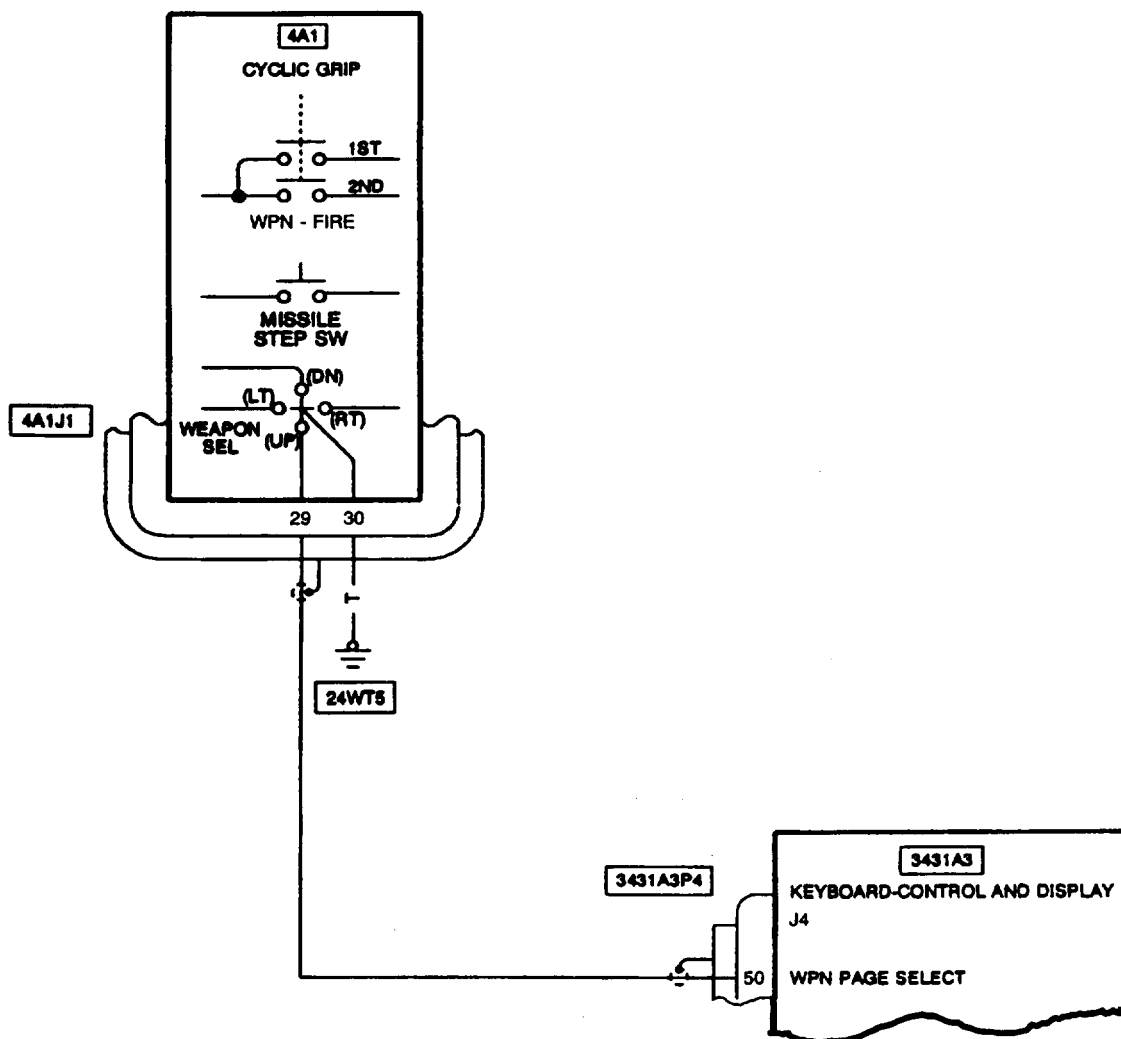 4A1
CYCLIC GRIP
1ST
2ND
WPN - FIRE
MISSILE
STEP SW
(DN)
(LT)
(RT)
4A1J1
WEAPON
SEL
(UP)
29 30
T
24WT5
3431A3
3431A3P4
KEYBOARD-CONTROL AND DISPLAY
J4
50 WPN PAGE SELECT